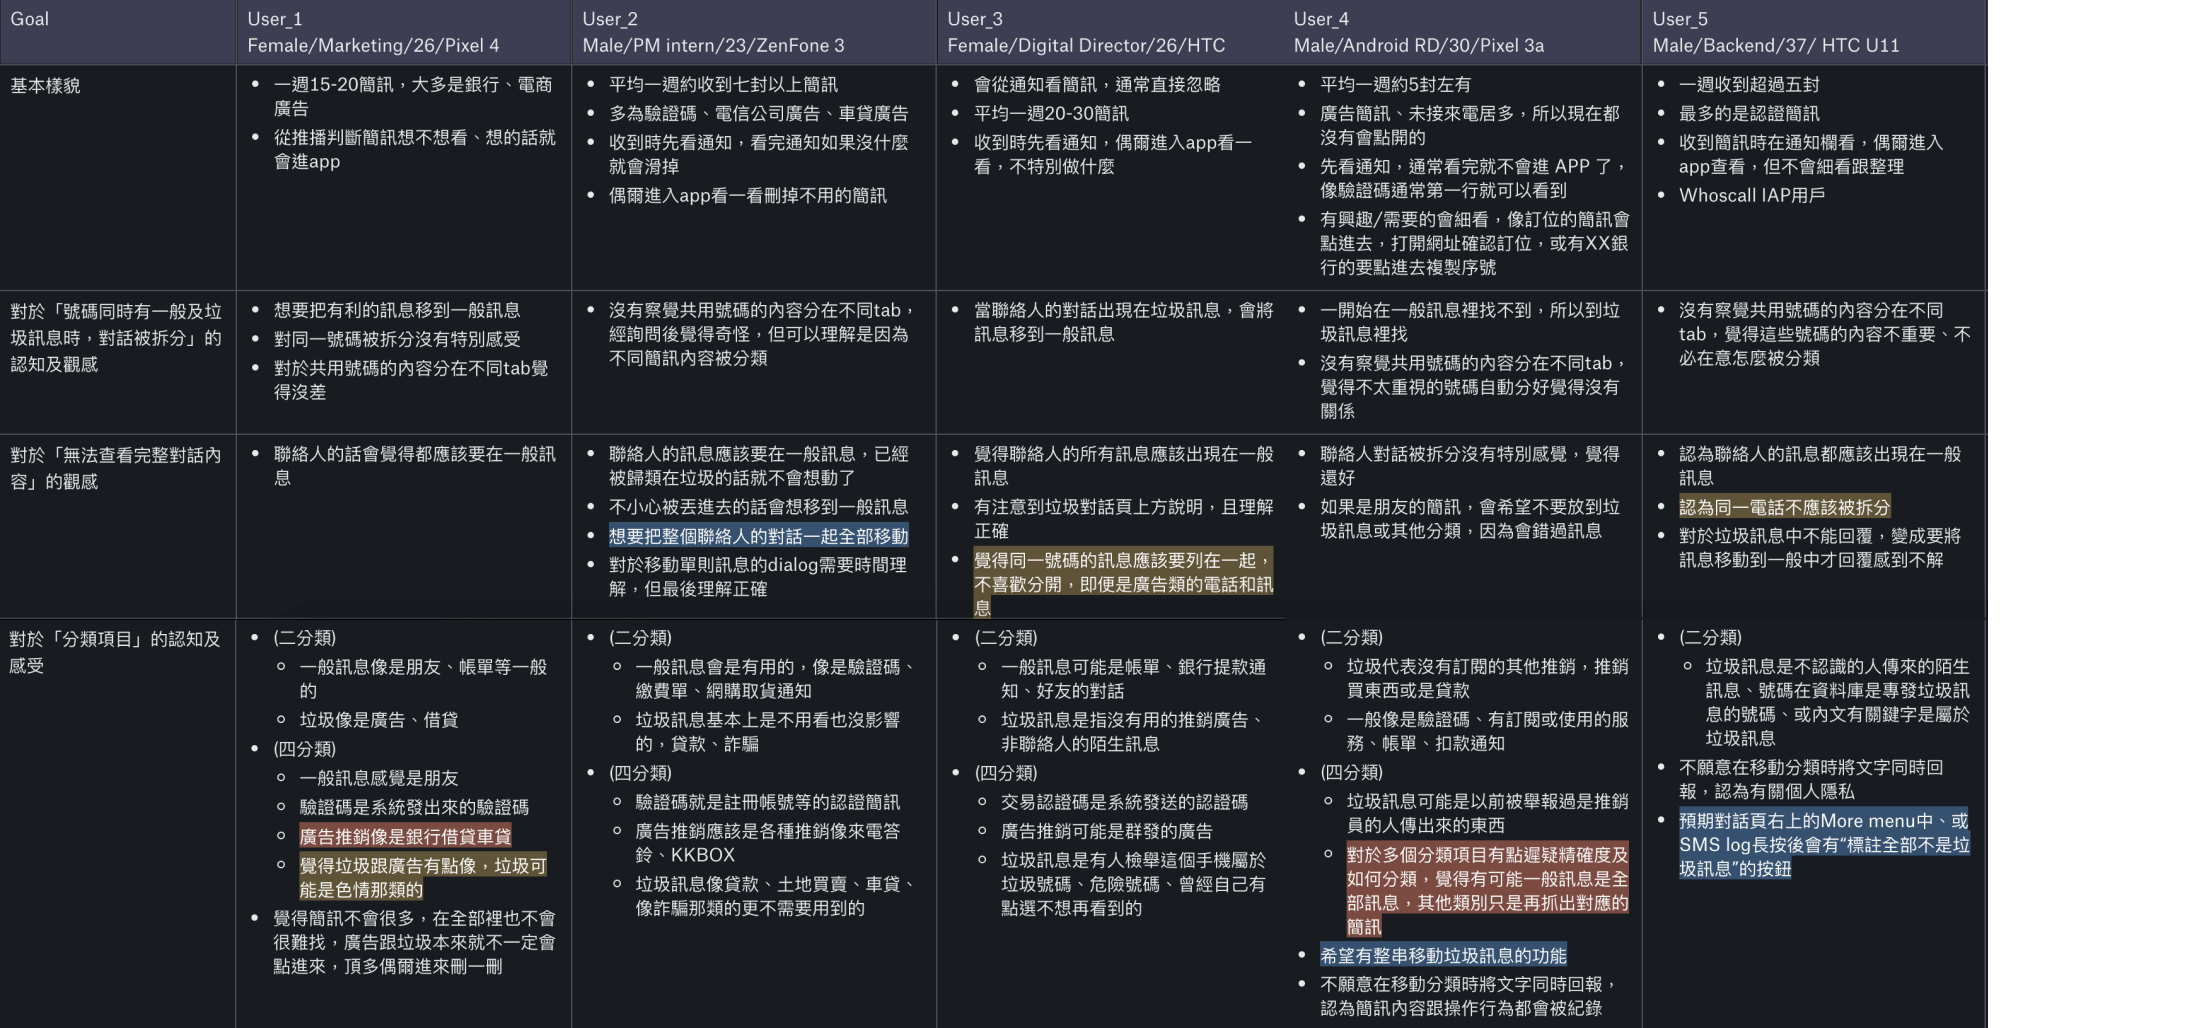 Goal
User_1
Female/Marketing/26/Pixel 4
User_2
Male/PM intern/23/ZenFone 3
User_3
Female/Digital Director/26/HTC
User_4
Male/Android RD/30/Pixel 3a
User_5
Male/Backend/37/ HTC U11
基本樣貌
一週15-20簡訊，大多是銀行、電商
廣告
從推播判斷簡訊想不想看、想的話就
會進app
平均一週約收到七封以上簡訊
多為驗證碼、電信公司廣告、車貸廣告
收到時先看通知，看完通知如果沒什麼
就會滑掉
偶爾進入app看一看刪掉不用的簡訊
會從通知看簡訊，通常直接忽略
平均一週20-30簡訊
收到時先看通知，偶爾進入app看一
看，不特別做什麼
平均一週約5封左有
廣告簡訊、未接來電居多，所以現在都
沒有會點開的
先看通知，通常看完就不會進 APP 了，
像驗證碼通常第一行就可以看到
有興趣/需要的會細看，像訂位的簡訊會
點進去，打開網址確認訂位，或有XX銀
行的要點進去複製序號
一週收到超過五封
最多的是認證簡訊
收到簡訊時在通知欄看，偶爾進入
app查看，但不會細看跟整理
Whoscall IAP用戶
對於「號碼同時有一般及垃
圾訊息時，對話被拆分」的
認知及觀感
想要把有利的訊息移到一般訊息
對同一號碼被拆分沒有特別感受
對於共用號碼的內容分在不同tab覺
得沒差
沒有察覺共用號碼的內容分在不同tab，
經詢問後覺得奇怪，但可以理解是因為
不同簡訊內容被分類
當聯絡人的對話出現在垃圾訊息，會將
訊息移到一般訊息
一開始在一般訊息裡找不到，所以到垃
圾訊息裡找
沒有察覺共用號碼的內容分在不同tab，
覺得不太重視的號碼自動分好覺得沒有
關係
沒有察覺共用號碼的內容分在不同
tab，覺得這些號碼的內容不重要、不
必在意怎麼被分類
對於「無法查看完整對話內
容」的觀感
聯絡人的話會覺得都應該要在一般訊
息
聯絡人的訊息應該要在一般訊息，已經
被歸類在垃圾的話就不會想動了
不小心被丟進去的話會想移到一般訊息
想要把整個聯絡人的對話一起全部移動
對於移動單則訊息的dialog需要時間理
解，但最後理解正確
覺得聯絡人的所有訊息應該出現在一般
訊息
有注意到垃圾對話頁上方說明，且理解
正確
覺得同一號碼的訊息應該要列在一起，
不喜歡分開，即便是廣告類的電話和訊
息
聯絡人對話被拆分沒有特別感覺，覺得
還好
如果是朋友的簡訊，會希望不要放到垃
圾訊息或其他分類，因為會錯過訊息
認為聯絡人的訊息都應該出現在一般
訊息
認為同一電話不應該被拆分
對於垃圾訊息中不能回覆，變成要將
訊息移動到一般中才回覆感到不解
對於「分類項目」的認知及
感受
(二分類)
一般訊息像是朋友、帳單等一般
的
垃圾像是廣告、借貸
(四分類)
一般訊息感覺是朋友
驗證碼是系統發出來的驗證碼
廣告推銷像是銀行借貸車貸
覺得垃圾跟廣告有點像，垃圾可
能是色情那類的
覺得簡訊不會很多，在全部裡也不會
很難找，廣告跟垃圾本來就不一定會
點進來，頂多偶爾進來刪一刪
(二分類)
一般訊息會是有用的，像是驗證碼、
繳費單、網購取貨通知
垃圾訊息基本上是不用看也沒影響
的，貸款、詐騙
(四分類)
驗證碼就是註冊帳號等的認證簡訊
廣告推銷應該是各種推銷像來電答
鈴、KKBOX
垃圾訊息像貸款、土地買賣、車貸、
像詐騙那類的更不需要用到的
(二分類)
一般訊息可能是帳單、銀行提款通
知、好友的對話
垃圾訊息是指沒有用的推銷廣告、
非聯絡人的陌生訊息
(四分類)
交易認證碼是系統發送的認證碼
廣告推銷可能是群發的廣告
垃圾訊息是有人檢舉這個手機屬於
垃圾號碼、危險號碼、曾經自己有
點選不想再看到的
(二分類)
垃圾代表沒有訂閱的其他推銷，推銷
買東西或是貸款
一般像是驗證碼、有訂閱或使用的服
務、帳單、扣款通知
(四分類)
垃圾訊息可能是以前被舉報過是推銷
員的人傳出來的東西
對於多個分類項目有點遲疑精確度及
如何分類，覺得有可能一般訊息是全
部訊息，其他類別只是再抓出對應的
簡訊
希望有整串移動垃圾訊息的功能
不願意在移動分類時將文字同時回報，
認為簡訊內容跟操作行為都會被紀錄
(二分類)
垃圾訊息是不認識的人傳來的陌生
訊息、號碼在資料庫是專發垃圾訊
息的號碼、或內文有關鍵字是屬於
垃圾訊息
不願意在移動分類時將文字同時回
報，認為有關個人隱私
預期對話頁右上的More menu中、或
SMS log長按後會有“標註全部不是垃
圾訊息”的按鈕